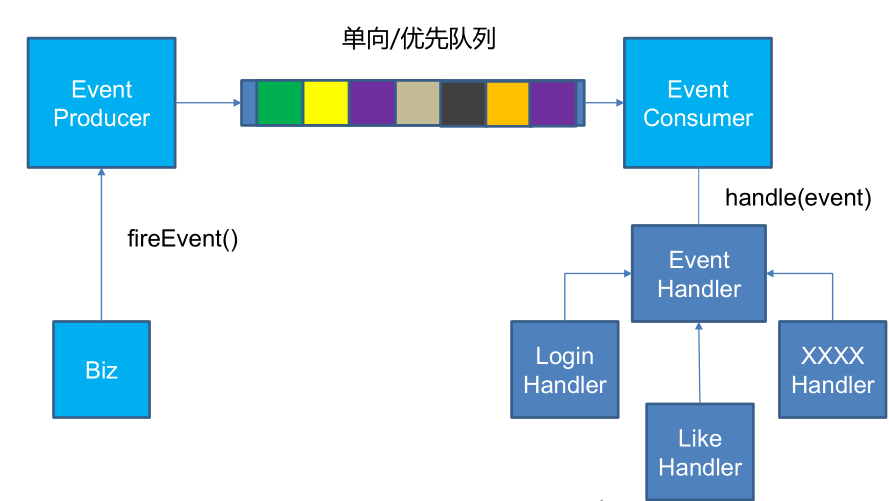 单向/优先队列
Event
Producer
Event
Consumer
handle(event)
fireEvent()
Event
Handler
Biz
Login
Handler
XXXX
Handler
Like
Handler